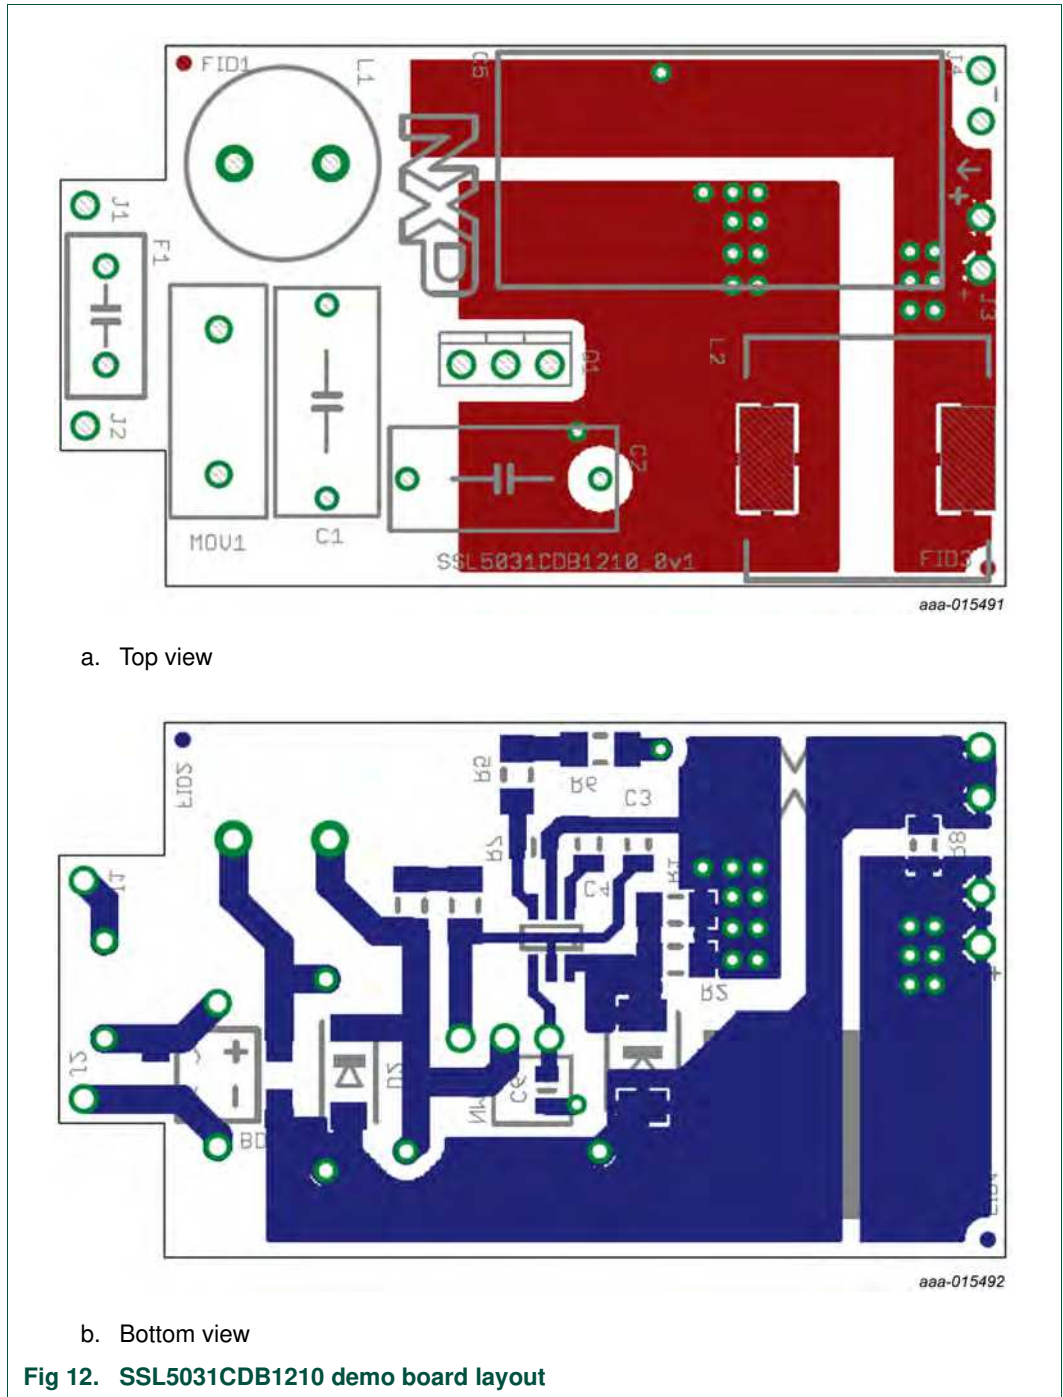 FID1
L1
C5
J4
NXP
J1
F1
+
+
J3
L2
Q1
J2
C2
MOV1
C1
SSL5031CDB1210_0v1
FID3
aaa-015491
a. Top view
FID2
R5
R6
C3
R7
R8
J1
C4
R1
R2
+
J2
+
-
D2
C6
BD
aaa-015492
b. Bottom view
Fig 12. SSL5031CDB1210 demo board layout